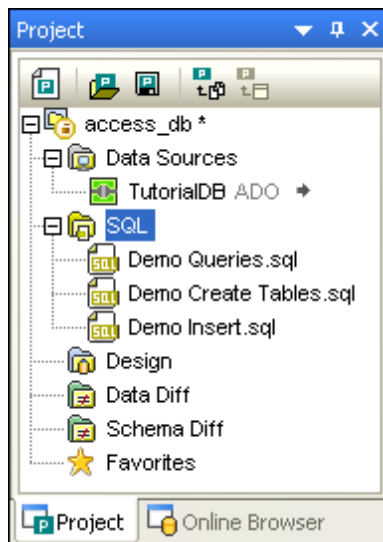 Project
access_db *
Data Sources
TutorialDB ADO
SQL
Demo Queries.sql
Demo Create Tables.sql
Demo Insert.sql
Design
Data Diff
Schema Diff
Favorites
Project Online Browser